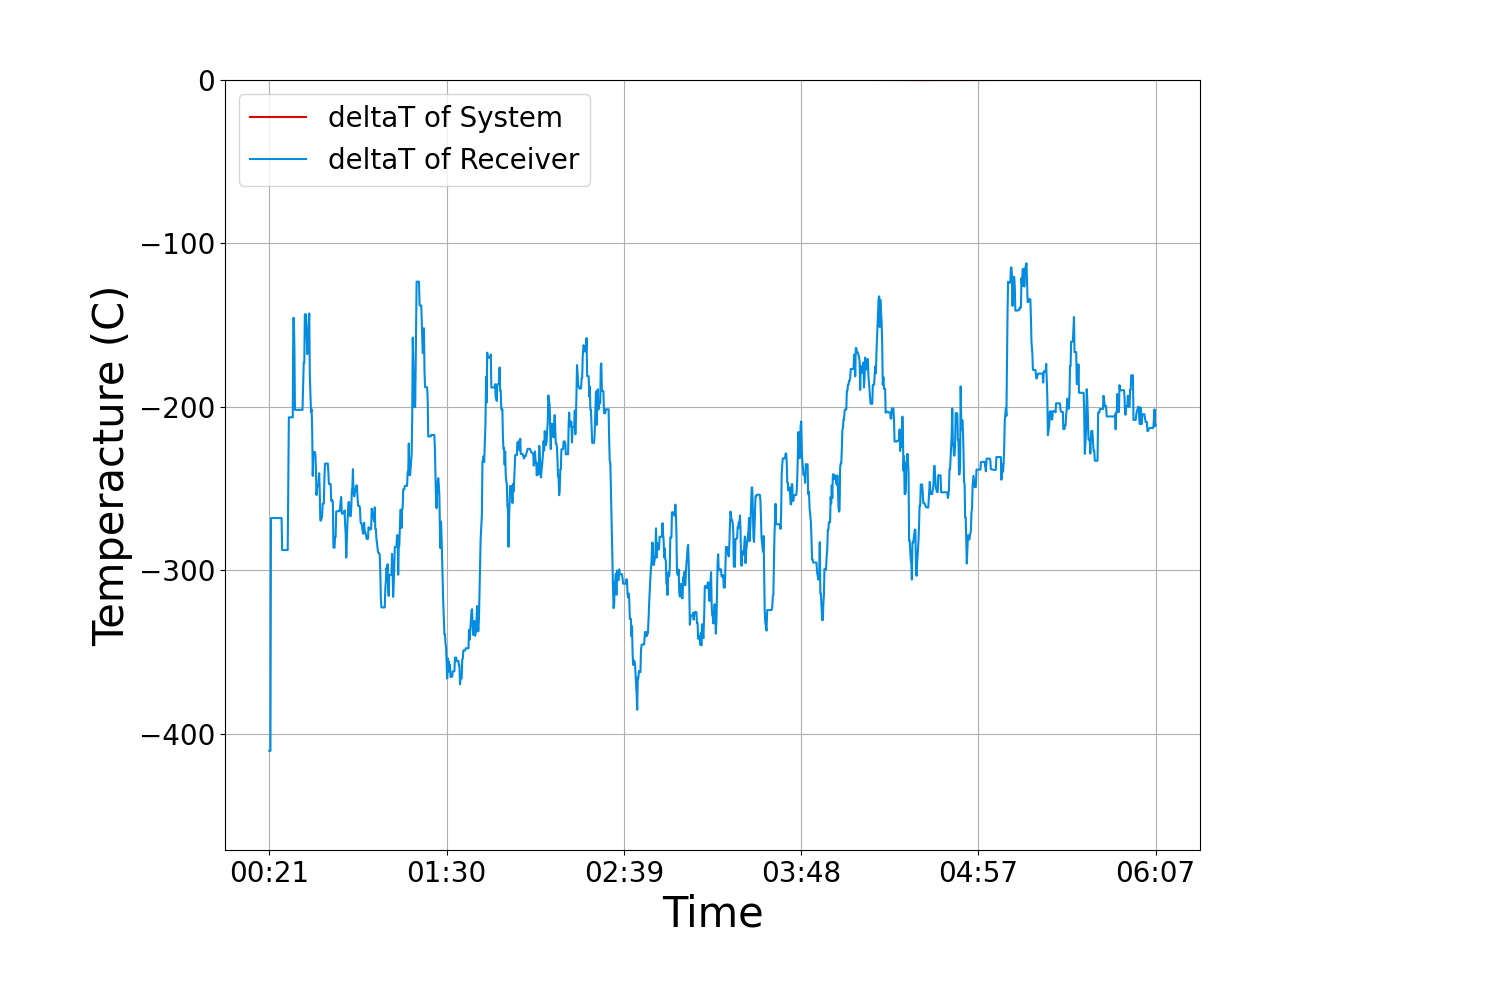 0
deltaT of System
deltaT of Receiver
−100
−200
−300
−400
Temperacture (C)
00:21 01:30 02:39 03:48 04:57 06:07
Time